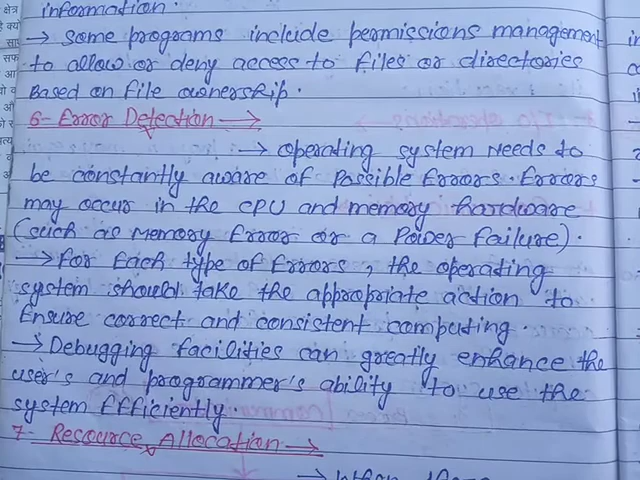 information.
→ Some programs include permissions management
to allow or deny access to files or directories
Based on file ownership.
6- Error Detection →
→ operating system Needs to
be constantly aware of Possible Errors. Errors
may occur in the CPU and memory hardware
(such as Memory Error or a Power Failure).
→ For Each type of Errors, the operating
system should take the appropriate action to
Ensure correct and consistent computing.
→ Debugging facilities can greatly enhance the
user's and programmer's ability to use the
system Efficiently.
7- Resource Allocation →